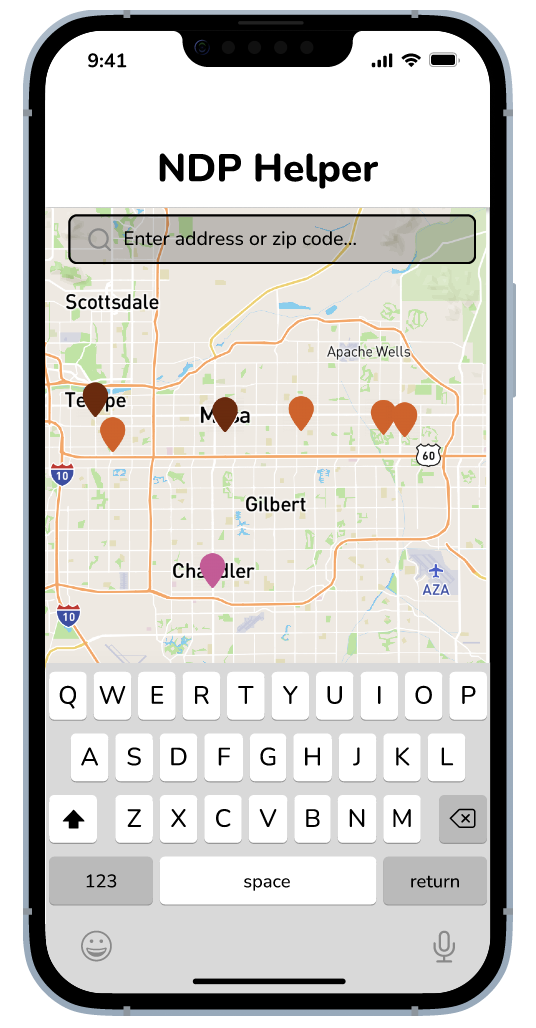 9:41
NDP Helper
Enter address or zip code...
Scottsdale
Apache Wells
Tempe
Mesa
60
10
Gilbert
Chandler
AZA
10
Q W E R T Y U I O P
A S D F G H J K L
Z X C V B N M
123 space return